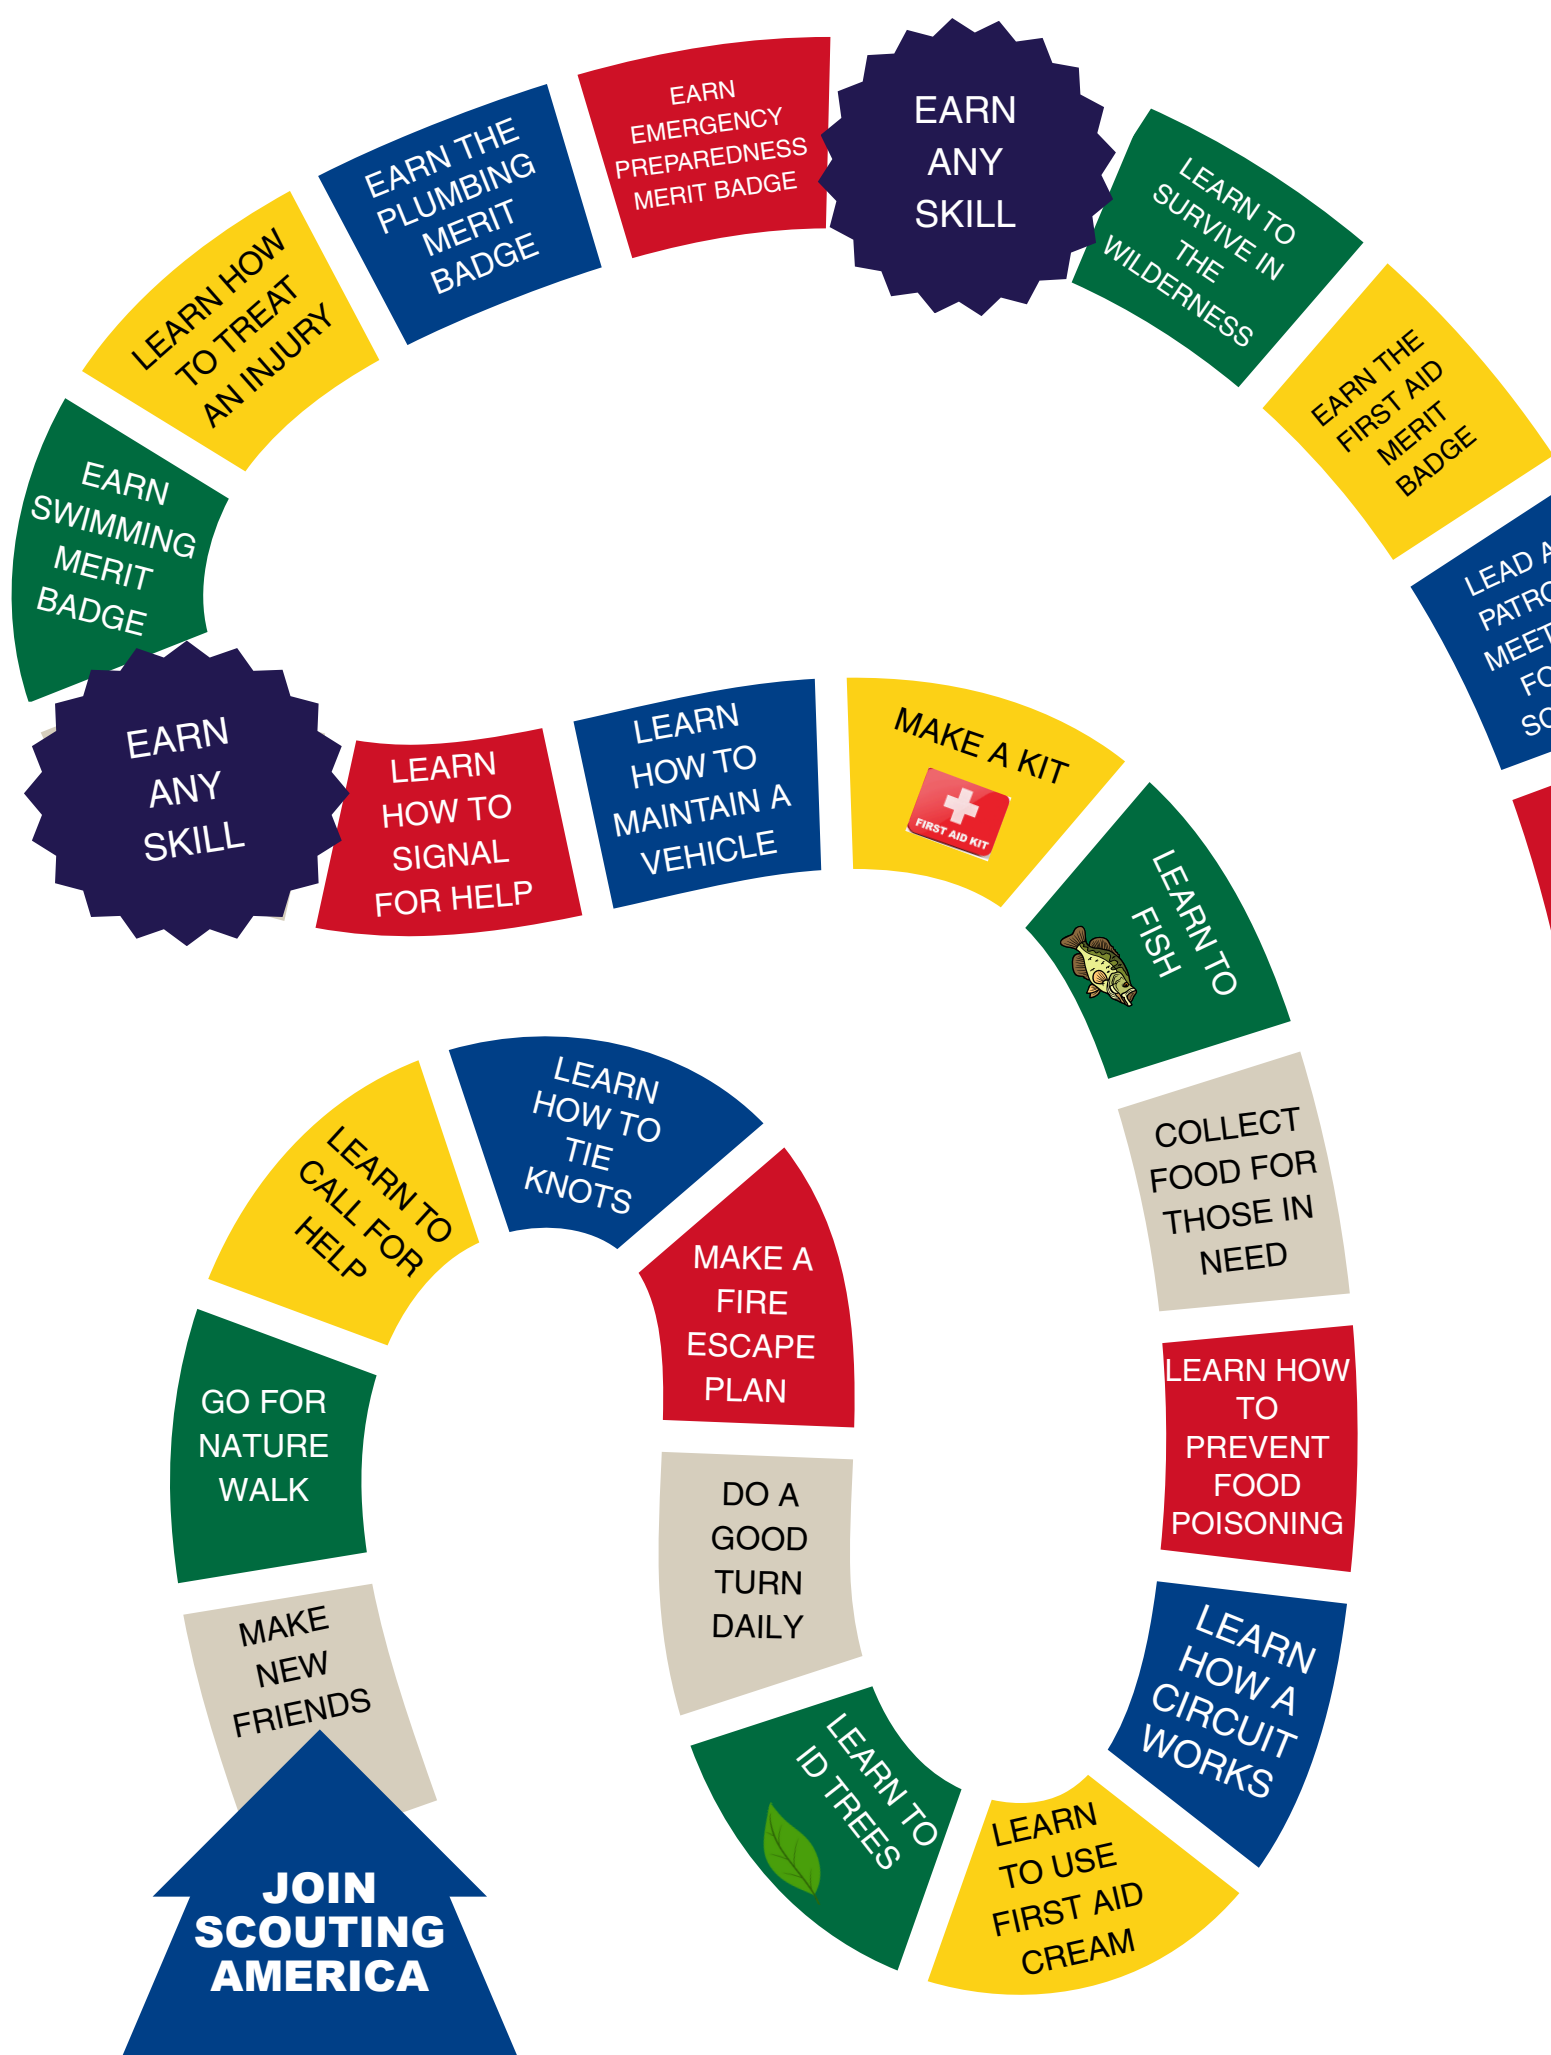 EARN
EMERGENCY
PREPAREDNESS
MERIT BADGE
EARN
ANY
SKILL
EARN THE
PLUMBING
MERIT
BADGE
LEARN TO
SURVIVE IN
THE
WILDERNESS
LEARN HOW
TO TREAT
AN INJURY
EARN THE
FIRST AID
MERIT
BADGE
EARN
SWIMMING
MERIT
BADGE
LEAD A
EARN
ANY
SKILL
LEARN
HOW TO
SIGNAL
FOR HELP
LEARN
HOW TO
MAINTAIN A
VEHICLE
MAKE A KIT
FIRST AID KIT
LEARN TO
FISH
COLLECT
FOOD FOR
THOSE IN
NEED
LEARN HOW
TO
PREVENT
FOOD
POISONING
LEARN
HOW A
CIRCUIT
WORKS
LEARN
TO USE
FIRST AID
CREAM
LEARN TO
ID TREES
DO A
GOOD
TURN
DAILY
MAKE A
FIRE
ESCAPE
PLAN
LEARN
HOW TO
TIE
KNOTS
LEARN TO
CALL FOR
HELP
GO FOR
NATURE
WALK
MAKE
NEW
FRIENDS
JOIN
SCOUTING
AMERICA